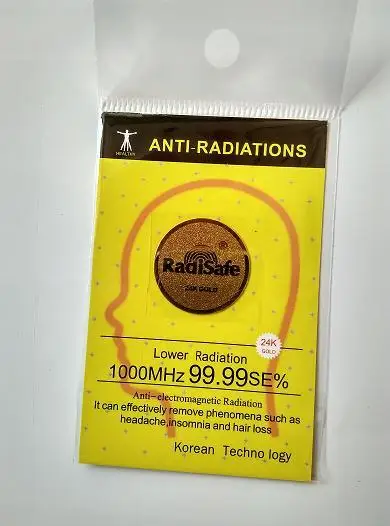 HEALTHY
ANTI-RADIATIONS
RadiSafe
®
24K GOLD
24K
GOLD
Lower Radiation
1000MHz 99.99SE%
Anti-electromagnetic Radiation
It can effectively remove phenomena such as
headache,insomnia and hair loss
Korean Techno logy